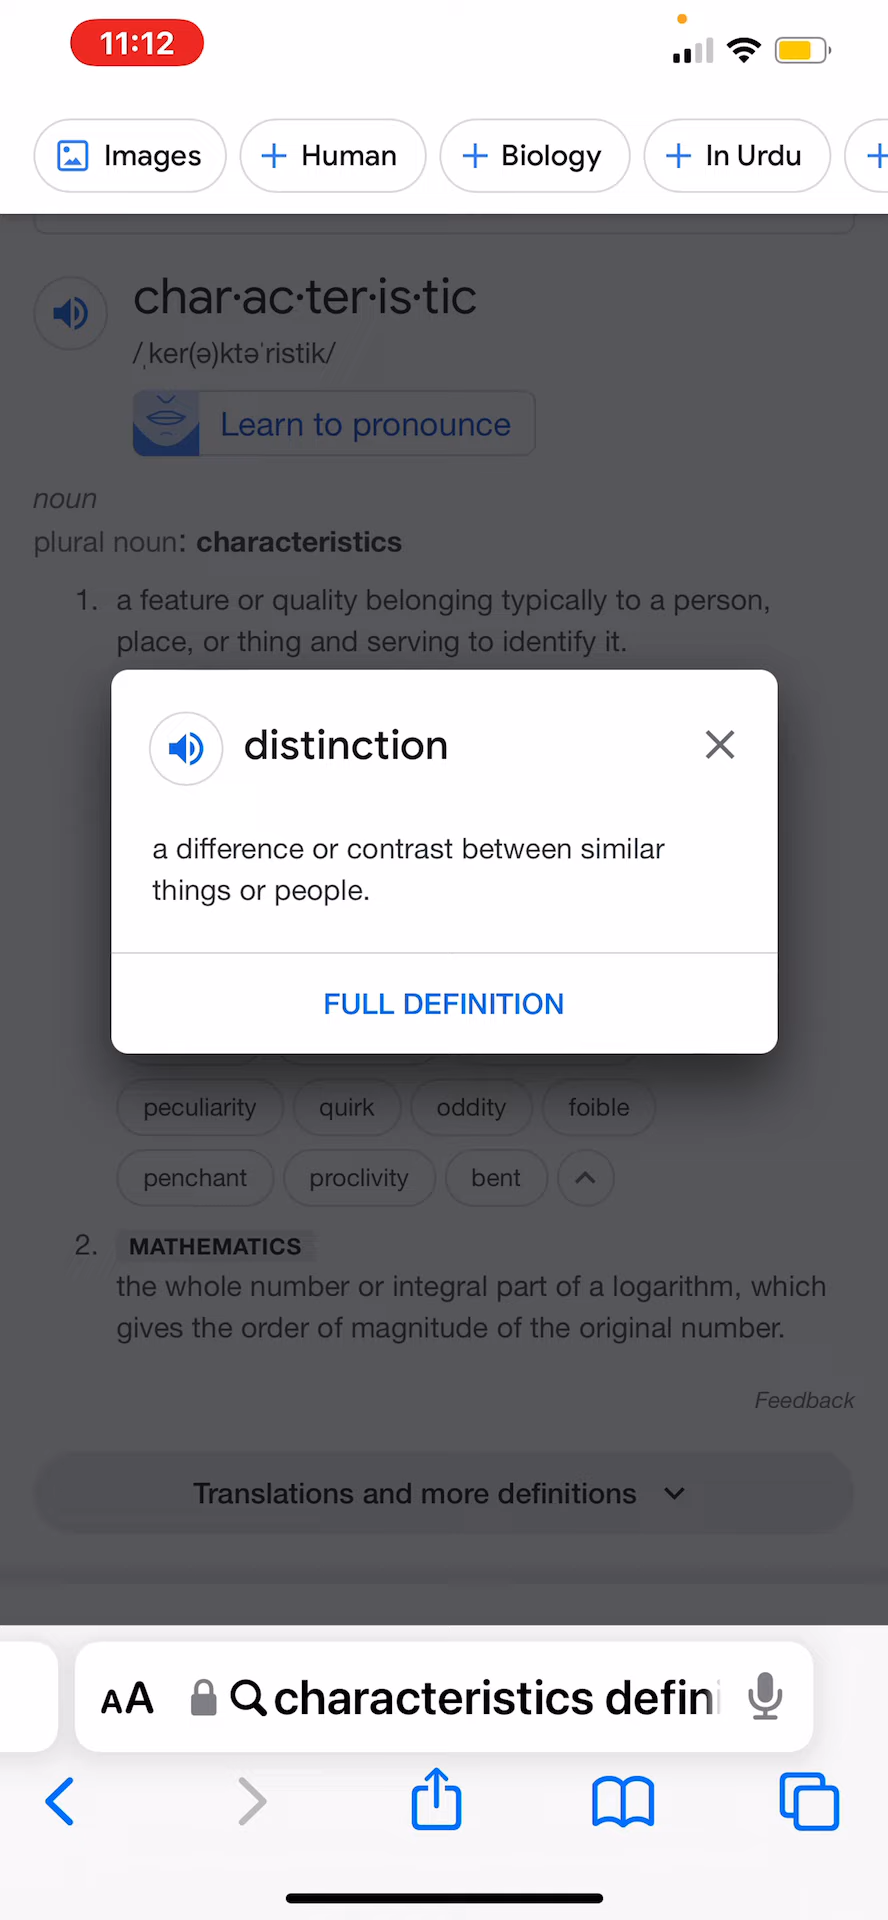 11:12
Images
Human
Biology
In Urdu
char·ac·ter·is·tic
/ˌker(ə)ktəˈristik/
Learn to pronounce
noun
plural noun: characteristics
1. a feature or quality belonging typically to a person,
place, or thing and serving to identify it.
distinction
a difference or contrast between similar
things or people.
FULL DEFINITION
peculiarity quirk oddity foible
penchant proclivity bent
2. MATHEMATICS
the whole number or integral part of a logarithm, which
gives the order of magnitude of the original number.
Feedback
Translations and more definitions
AA characteristics defin